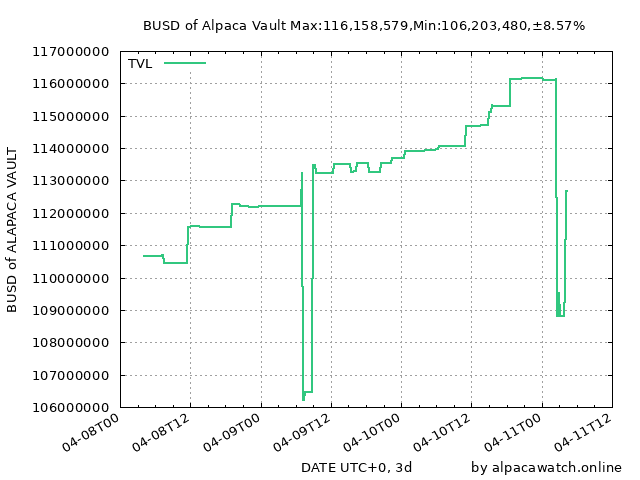 BUSD of Alpaca Vault Max:116,158,579,Min:106,203,480,±8.57%
TVL
117000000
116000000
115000000
114000000
113000000
112000000
111000000
110000000
109000000
108000000
107000000
106000000
BUSD of ALAPACA VAULT
04-08T00
04-08T12
04-09T00
04-09T12
04-10T00
04-10T12
04-11T00
04-11T12
DATE UTC+0, 3d
by alpacawatch.online